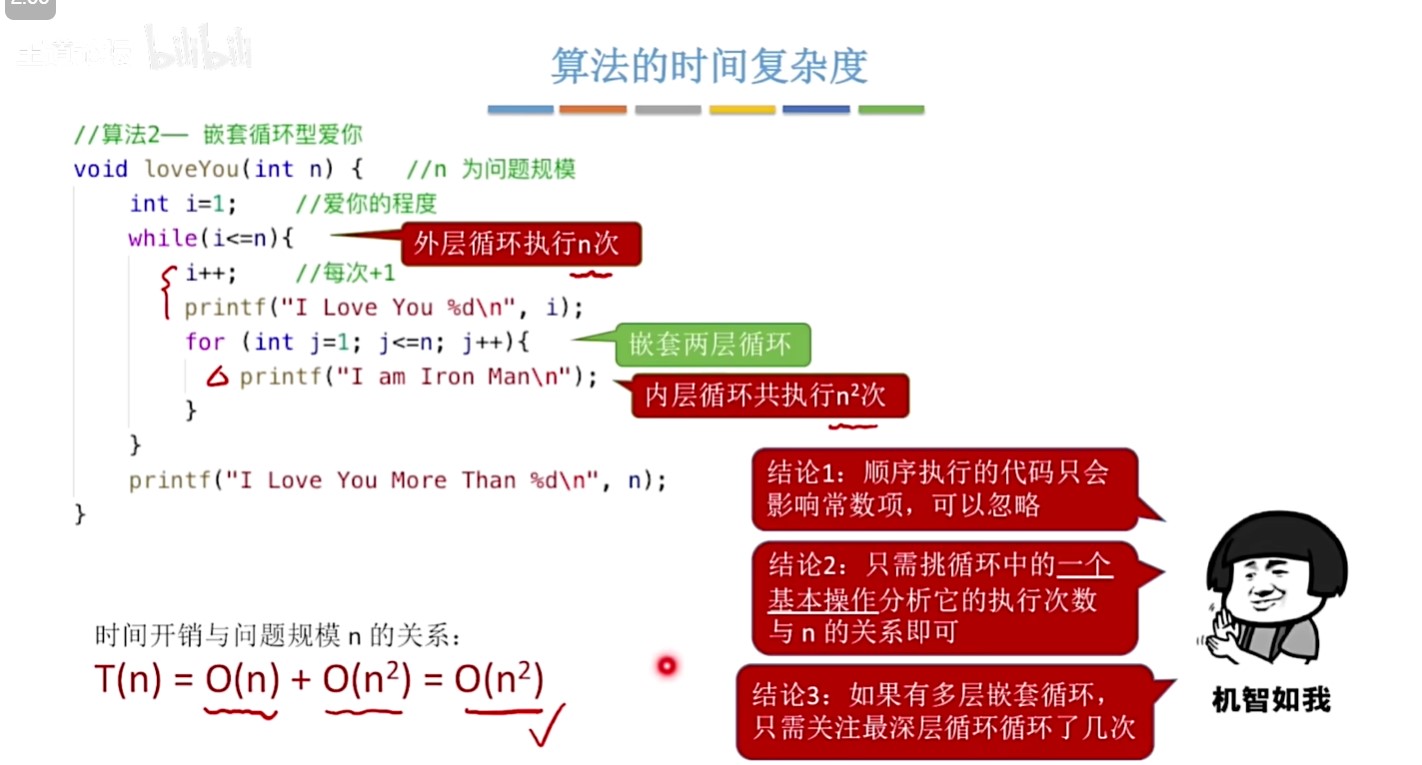 bilibili
算法的时间复杂度
//算法2—— 嵌套循环型爱你
void loveYou(int n) {   //n 为问题规模
int i=1;    //爱你的程度
while(i<=n){
外层循环执行n次
i++;    //每次+1
printf("I Love You %d\n", i);
for (int j=1; j<=n; j++){
嵌套两层循环
printf("I am Iron Man\n");
内层循环共执行n²次
}
}
printf("I Love You More Than %d\n", n);
}
结论1：顺序执行的代码只会
影响常数项，可以忽略
结论2：只需挑循环中的一个
基本操作分析它的执行次数
与 n 的关系即可
时间开销与问题规模 n 的关系：
T(n) = O(n) + O(n²) = O(n²)
结论3：如果有多层嵌套循环，
只需关注最深层循环循环了几次
机智如我